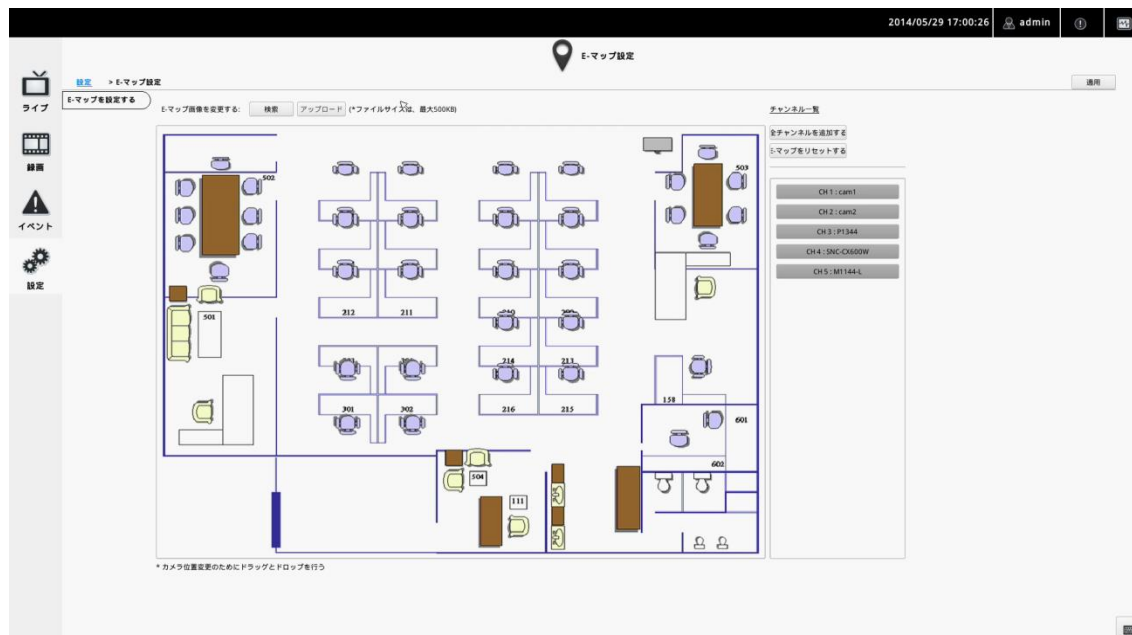 2014/05/29 17:00:26 admin
E-マップ設定
設定 > E-マップ設定
適用
ライブ
E-マップを設定する
E-マップ画像を変更する: 検索 アップロード (*ファイルサイズは、最大500KB)
チャンネル一覧
全チャンネルを追加する
E-マップをリセットする
録画
イベント
設定
CH 1 : cam1
CH 2 : cam2
CH 3 : P1344
CH 4 : SNC-CX600W
CH 5 : M1144-L
502
503
501
212
211
214
213
158
301
302
216
215
601
602
504
111
* カメラ位置変更のためにドラッグとドロップを行う